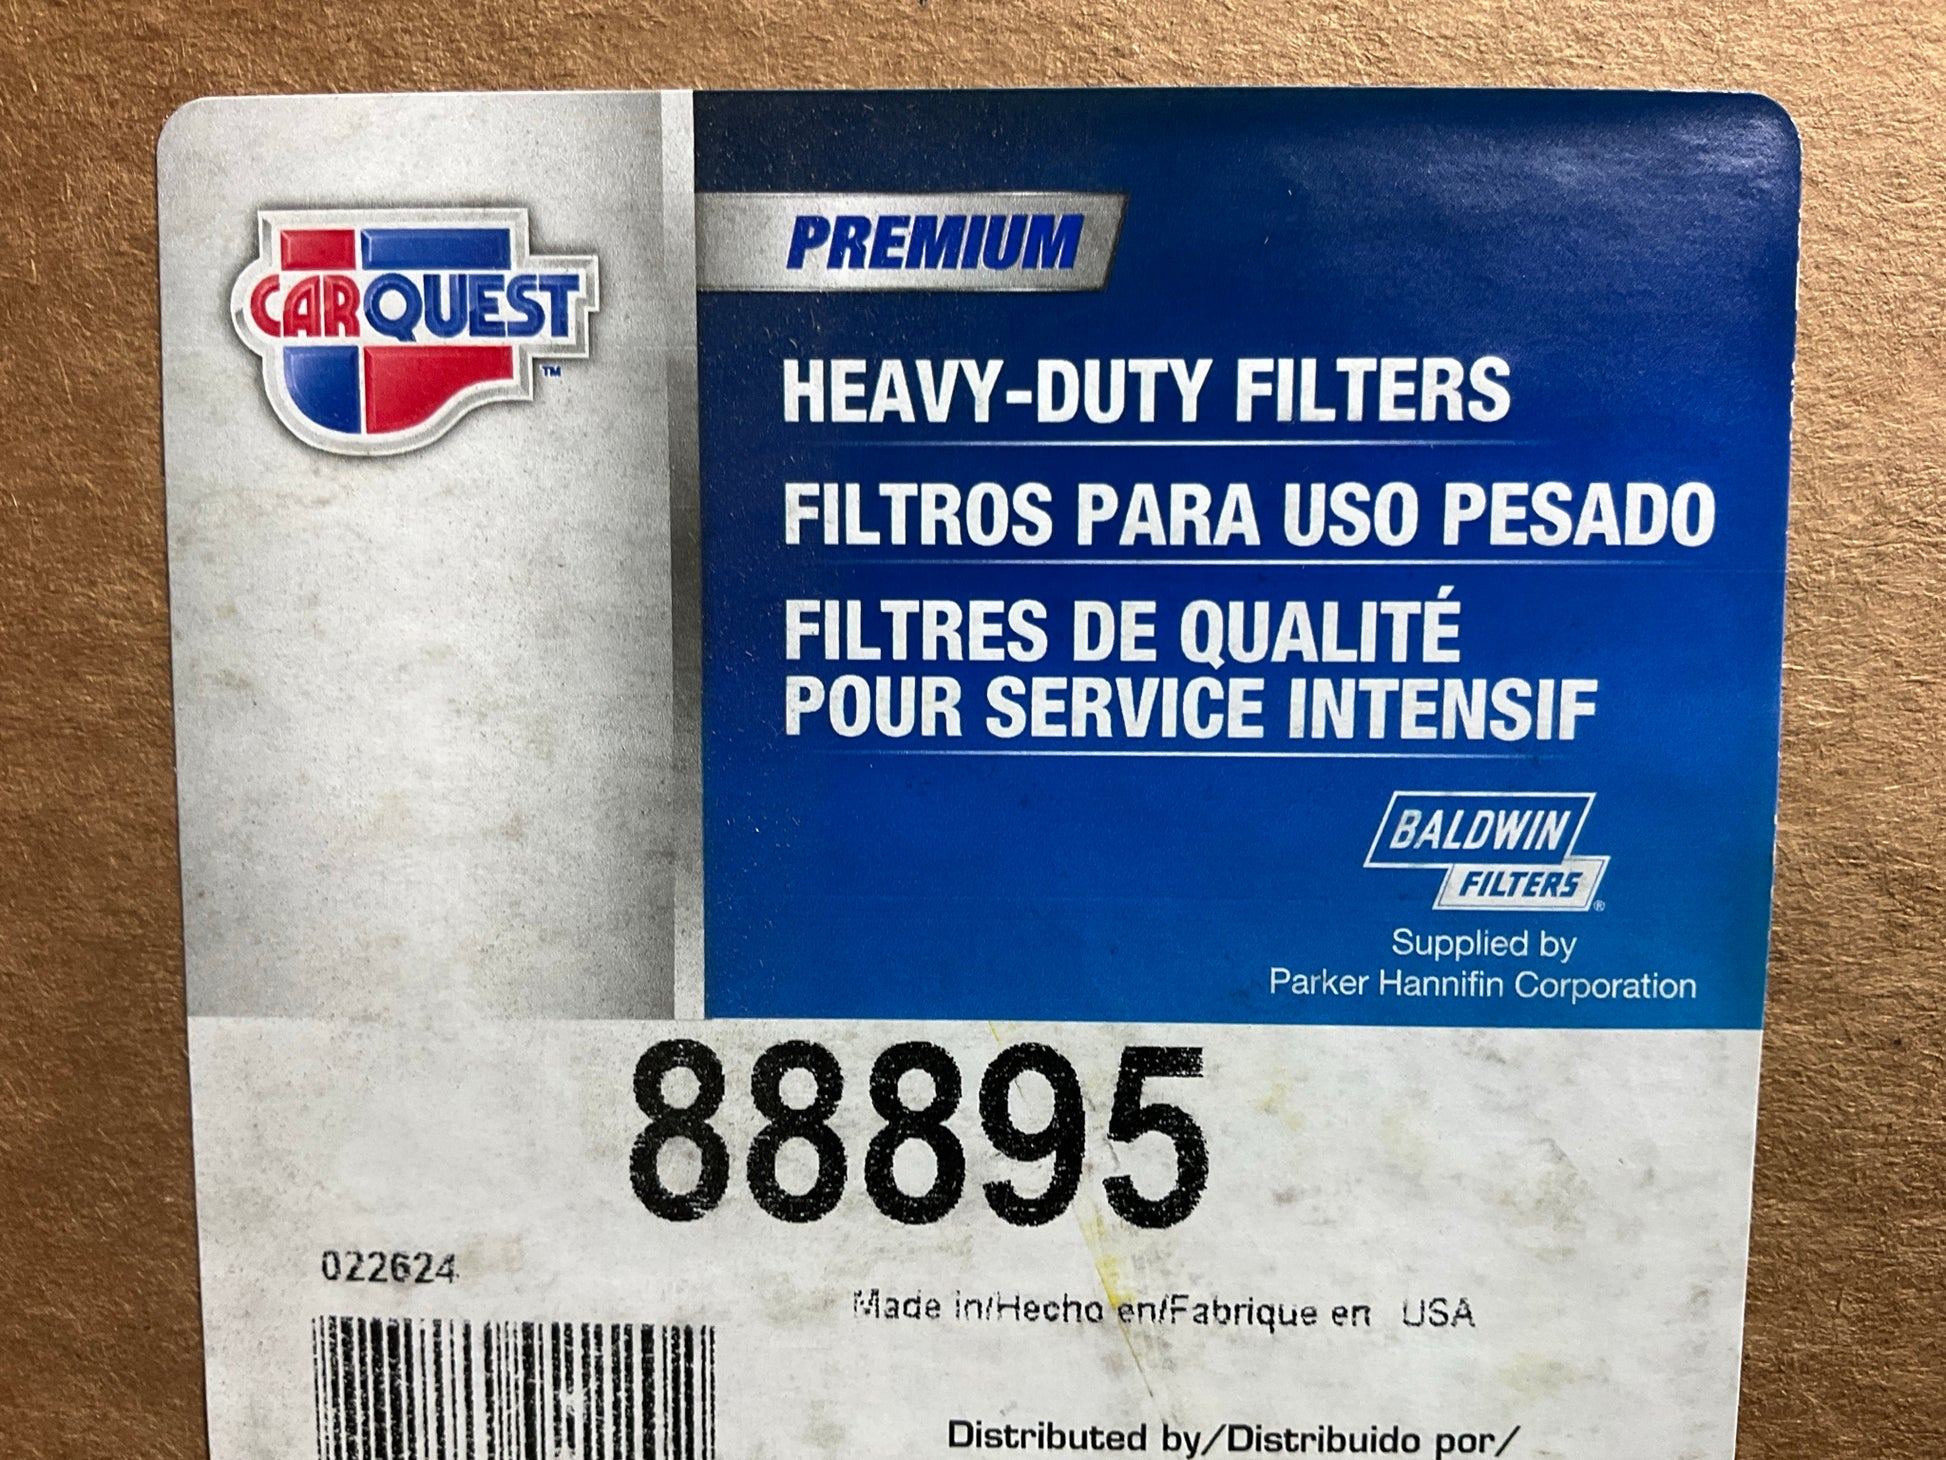 CARQUEST
TM
PREMIUM
HEAVY-DUTY FILTERS
FILTROS PARA USO PESADO
FILTRES DE QUALITÉ
POUR SERVICE INTENSIF
BALDWIN
FILTERS®
Supplied by
Parker Hannifin Corporation
88895
022624
Made in/Hecho en/Fabrique en USA
Distributed by/Distribuido por/